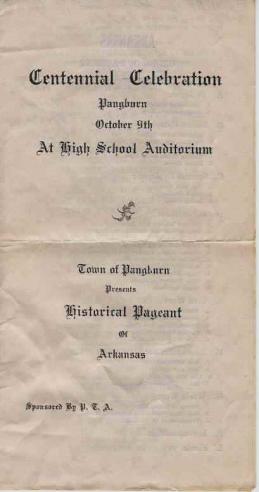 Centennial Celebration
Pangburn
October 9th
At High School Auditorium
Town of Pangburn
Presents
Historical Pageant
Of
Arkansas
Sponsored By P. T. A.